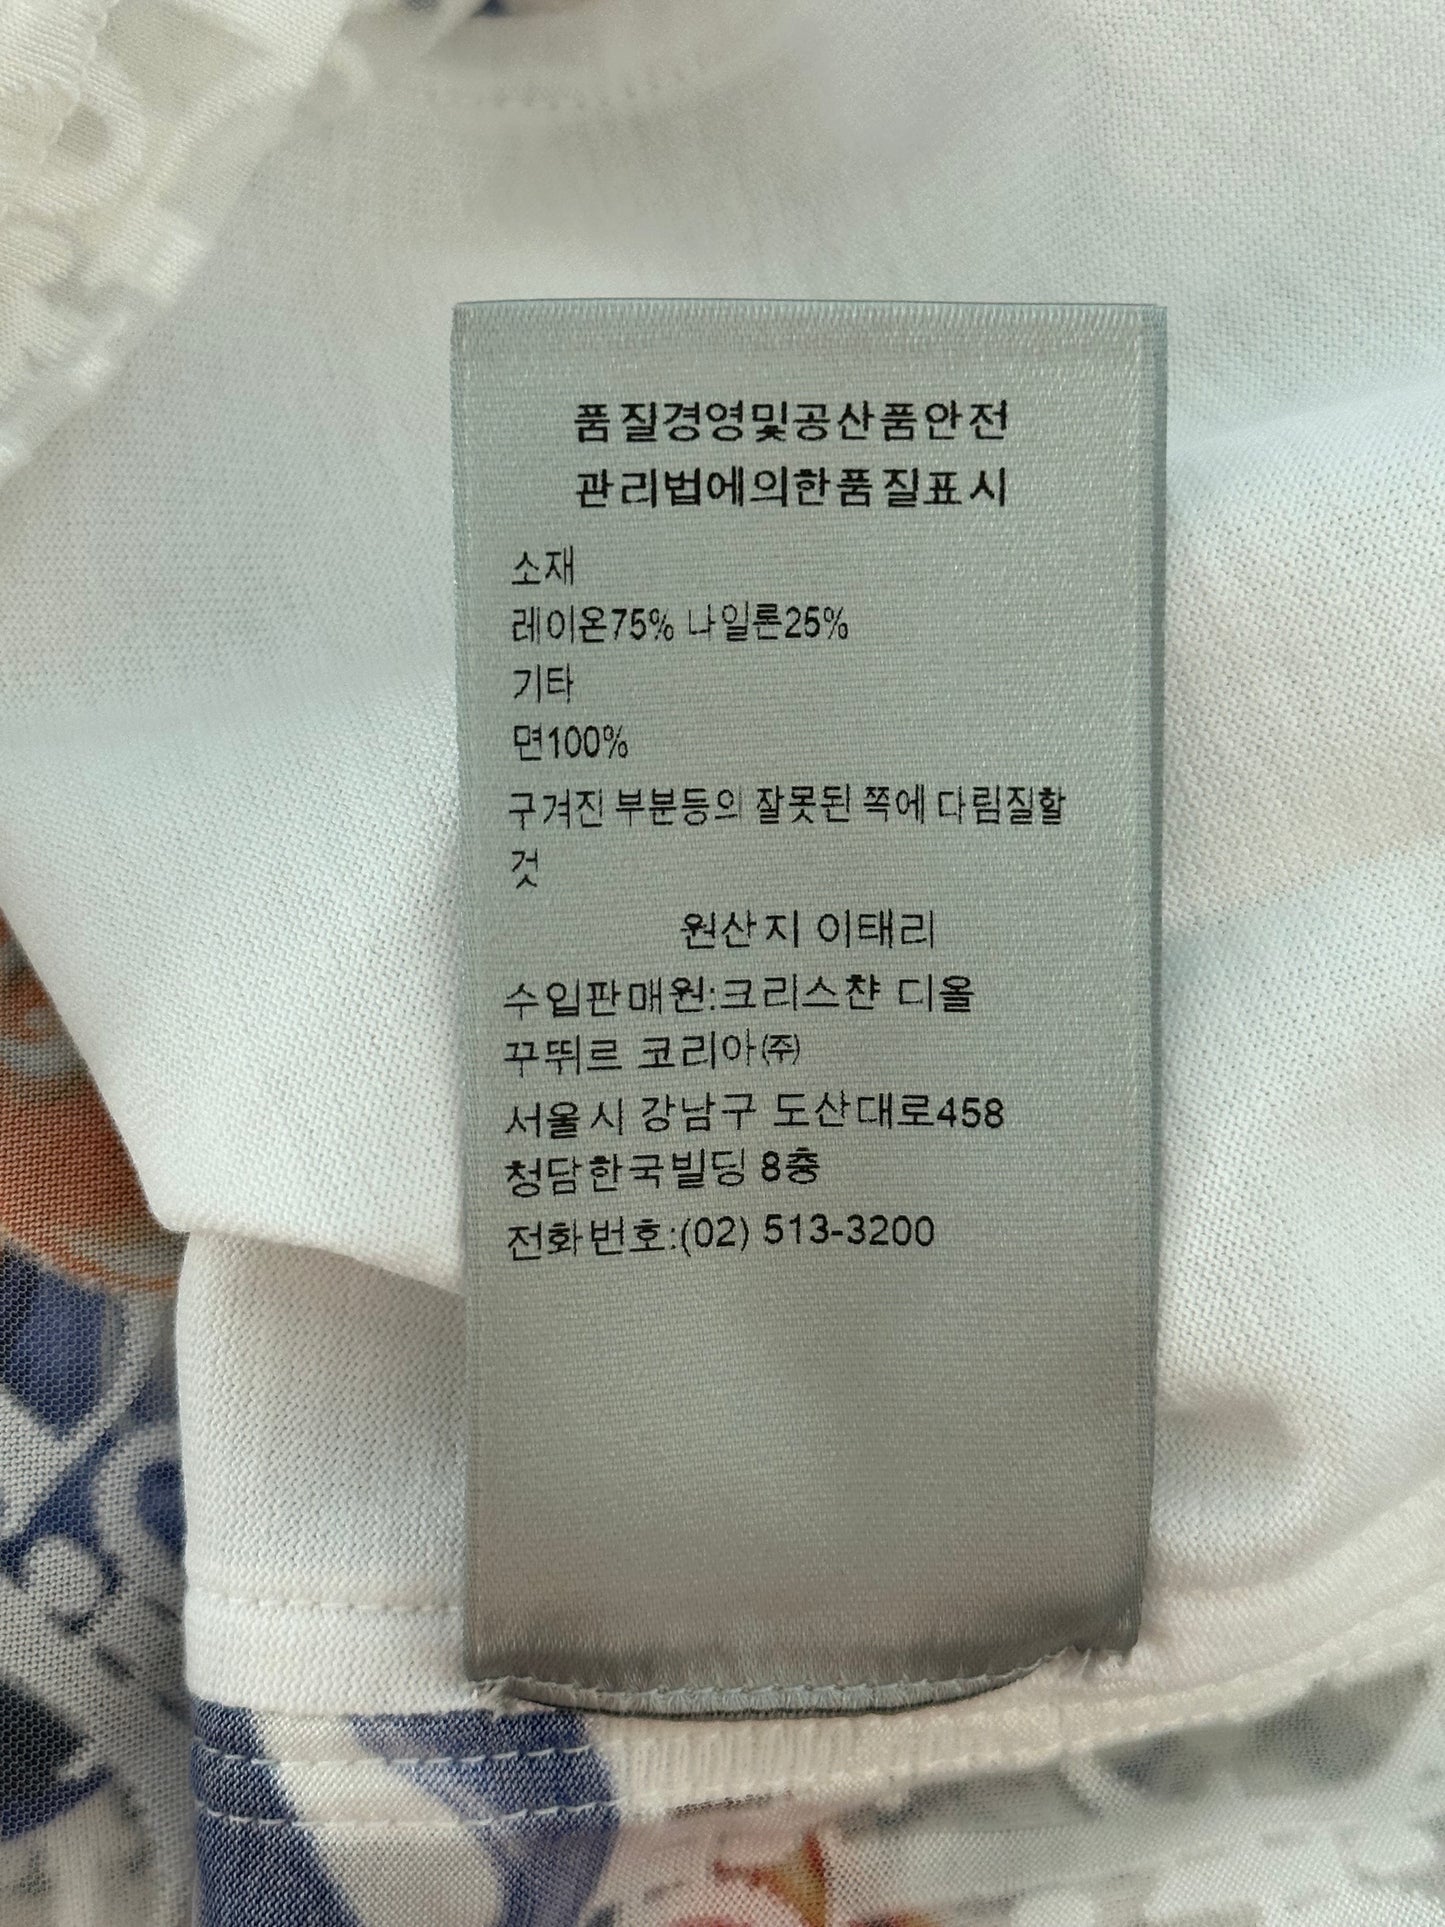 품질경영및공산품안전
관리법에의한품질표시
소재
레이온75% 나일론25%
기타
면100%
구겨진 부분등의 잘못된 쪽에 다림질할
것
원산지 이태리
수입판매원:크리스챤 디올
꾸뛰르 코리아㈜
서울시 강남구 도산대로458
청담한국빌딩 8층
전화번호:(02) 513-3200